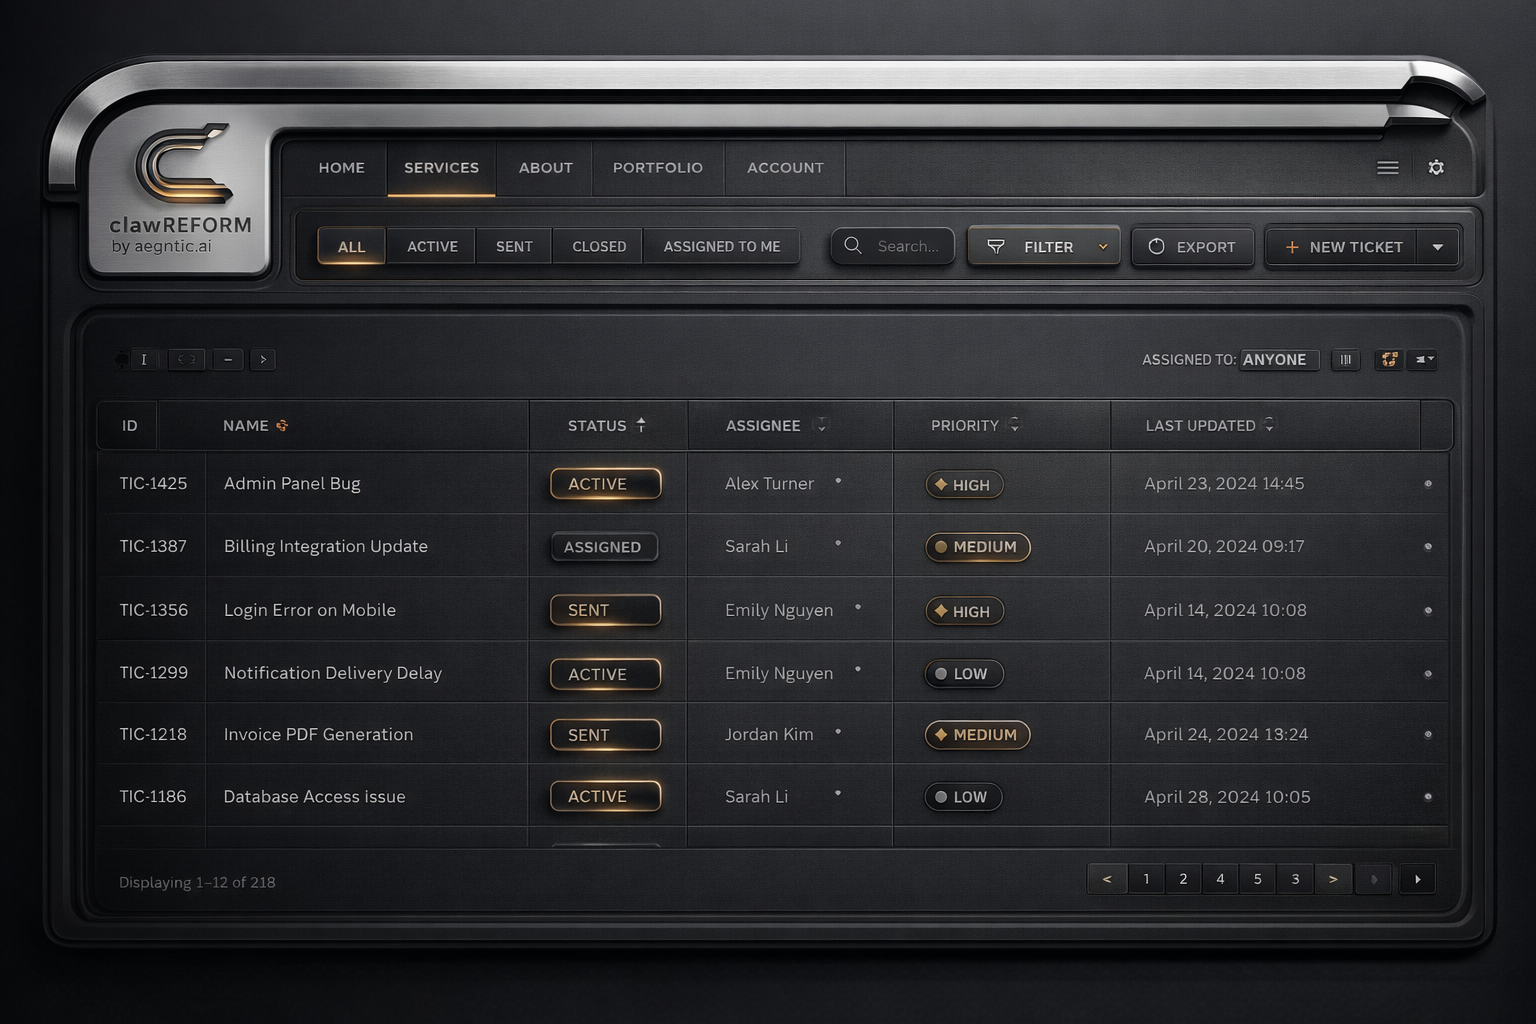 clawREFORM
by aegntic.ai
HOME SERVICES ABOUT PORTFOLIO ACCOUNT
ALL ACTIVE SENT CLOSED ASSIGNED TO ME Search... FILTER EXPORT + NEW TICKET
I – > ASSIGNED TO: ANYONE
ID NAME STATUS ASSIGNEE PRIORITY LAST UPDATED
TIC-1425 Admin Panel Bug ACTIVE Alex Turner HIGH April 23, 2024 14:45
TIC-1387 Billing Integration Update ASSIGNED Sarah Li MEDIUM April 20, 2024 09:17
TIC-1356 Login Error on Mobile SENT Emily Nguyen HIGH April 14, 2024 10:08
TIC-1299 Notification Delivery Delay ACTIVE Emily Nguyen LOW April 14, 2024 10:08
TIC-1218 Invoice PDF Generation SENT Jordan Kim MEDIUM April 24, 2024 13:24
TIC-1186 Database Access issue ACTIVE Sarah Li LOW April 28, 2024 10:05
Displaying 1–12 of 218 < 1 2 4 5 3 >